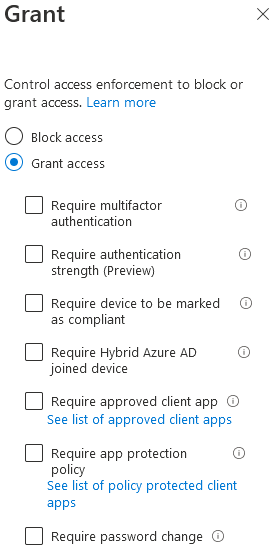 Grant
Control access enforcement to block or
grant access. Learn more
Block access
Grant access
Require multifactor
authentication
Require authentication
strength (Preview)
Require device to be marked
as compliant
Require Hybrid Azure AD
joined device
Require approved client app
See list of approved client apps
Require app protection
policy
See list of policy protected client
apps
Require password change